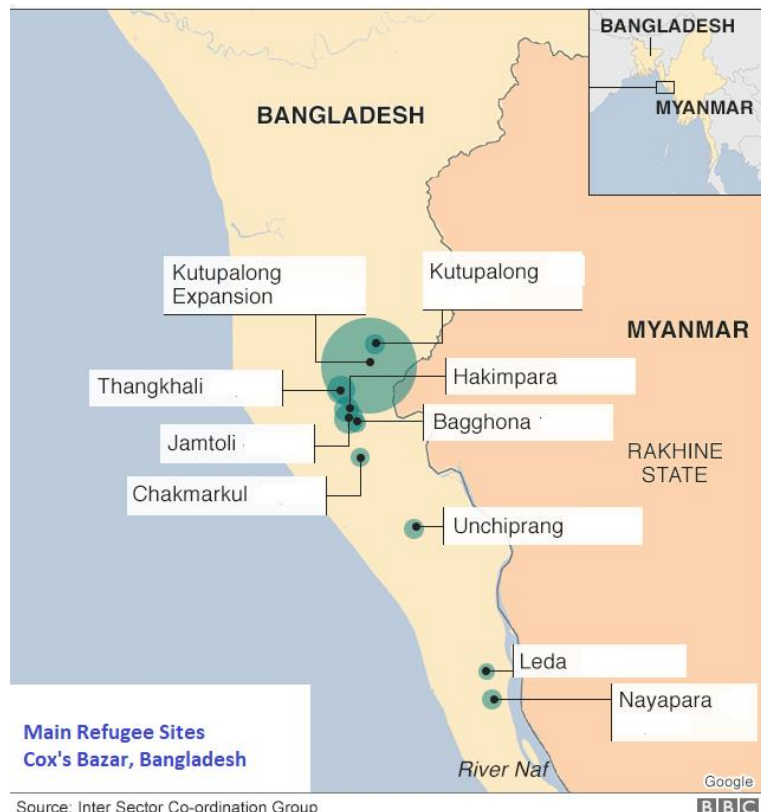 BANGLADESH
MYANMAR
BANGLADESH
Kutupalong
Expansion
Kutupalong
MYANMAR
Thangkhali
Hakimpara
Jamtoli
Bagghona
RAKHINE
STATE
Chakmarkul
Unchiprang
Leda
Nayapara
Main Refugee Sites
Cox's Bazar, Bangladesh
River Naf
Google
Source: Inter Sector Co-ordination Group
BBC